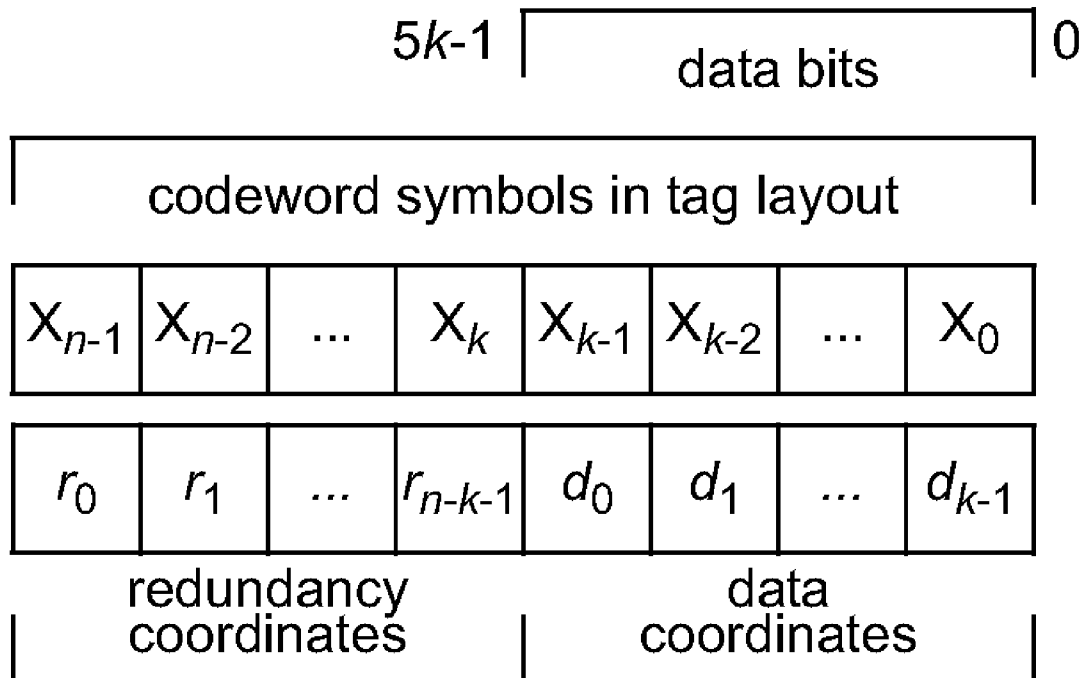 5k-1 data bits 0
codeword symbols in tag layout
Xn-1 Xn-2 ... Xk Xk-1 Xk-2 ... X0
r0 r1 ... rn-k-1 d0 d1 ... dk-1
redundancy data
coordinates coordinates